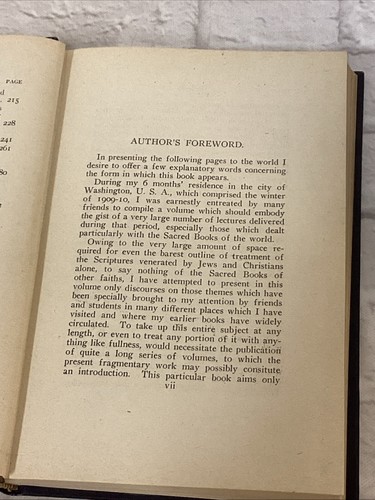 PAGE
d
215
s
228
241
261
80
AUTHOR'S FOREWORD.
In presenting the following pages to the world I
desire to offer a few explanatory words concerning
the form in which this book appears.
During my 6 months' residence in the city of
Washington, U. S. A., which comprised the winter
of 1909-10, I was earnestly entreated by many
friends to compile a volume which should embody
the gist of a very large number of lectures delivered
during that period, especially those which dealt
particularly with the Sacred Books of the world.
Owing to the very large amount of space re-
quired for even the barest outline of treatment of
the Scriptures venerated by Jews and Christians
alone, to say nothing of the Sacred Books of
other faiths, I have attempted to present in this
volume only discourses on those themes which have
been specially brought to my attention by friends
and students in many different places which I have
visited and where my earlier books have widely
circulated. To take up this entire subject at any
length, or even to treat any portion of it with any-
thing like fullness, would necessitate the publication
of quite a long series of volumes, to which the
present fragmentary work may possibly consitute
an introduction. This particular book aims only
vii